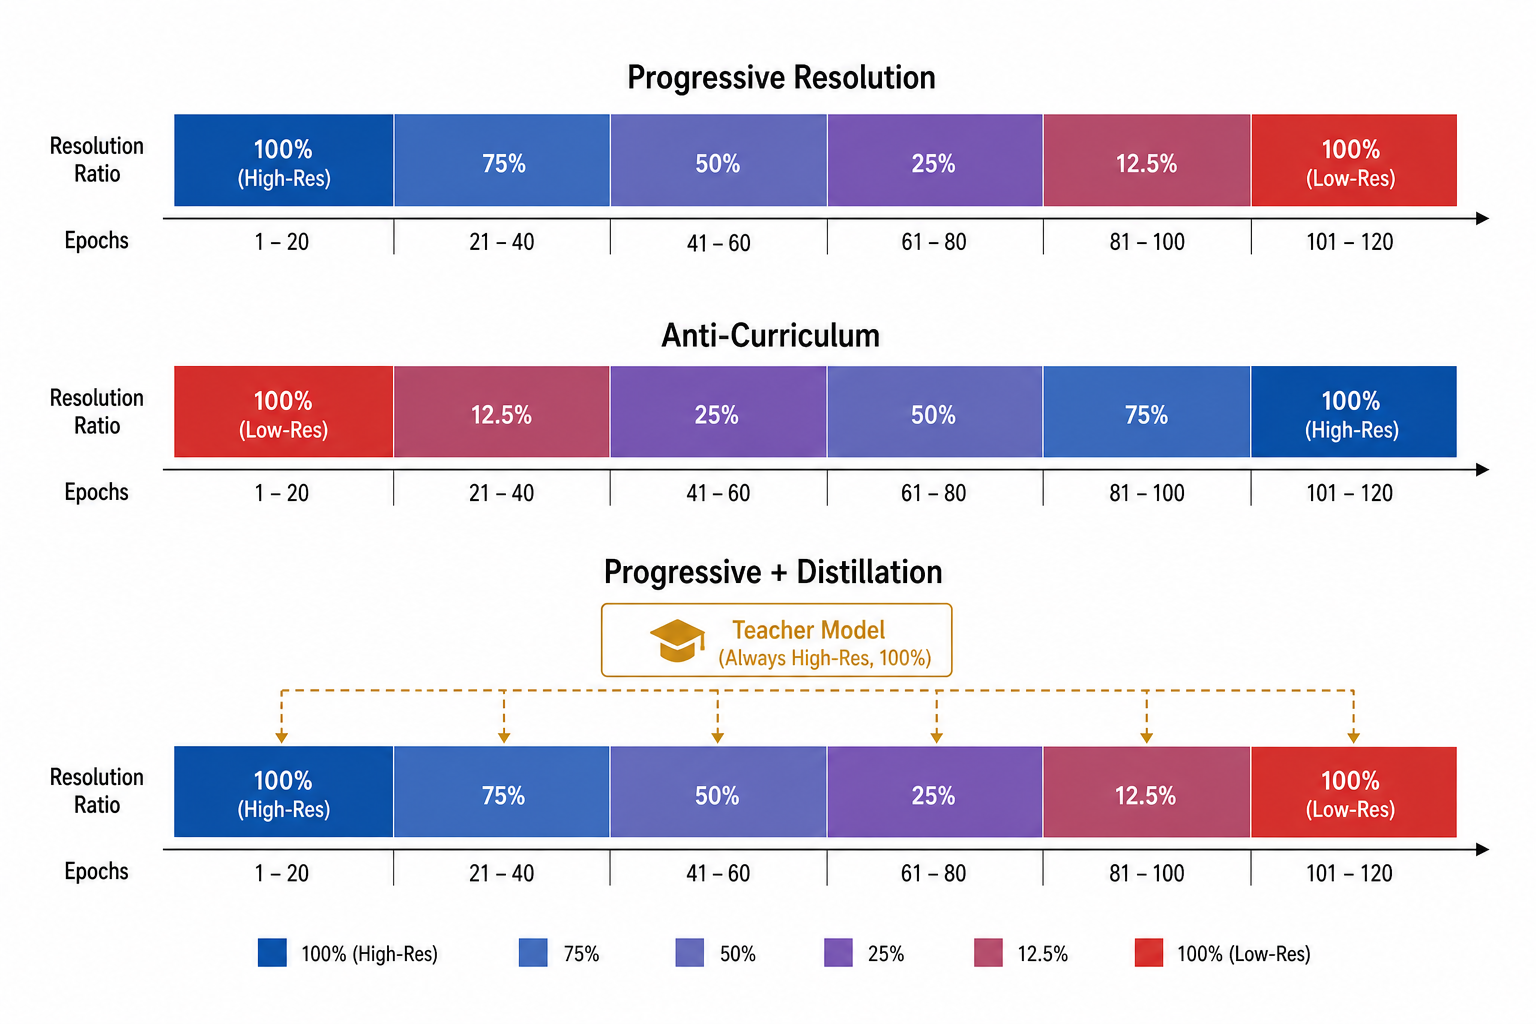 Progressive Resolution
Resolution
Ratio
100%
(High-Res)
75%
50%
25%
12.5%
100%
(Low-Res)
Epochs
1 – 20
21 – 40
41 – 60
61 – 80
81 – 100
101 – 120
Anti-Curriculum
Resolution
Ratio
100%
(Low-Res)
12.5%
25%
50%
75%
100%
(High-Res)
Epochs
1 – 20
21 – 40
41 – 60
61 – 80
81 – 100
101 – 120
Progressive + Distillation
Teacher Model
(Always High-Res, 100%)
Resolution
Ratio
100%
(High-Res)
75%
50%
25%
12.5%
100%
(Low-Res)
Epochs
1 – 20
21 – 40
41 – 60
61 – 80
81 – 100
101 – 120
100% (High-Res)
75%
50%
25%
12.5%
100% (Low-Res)